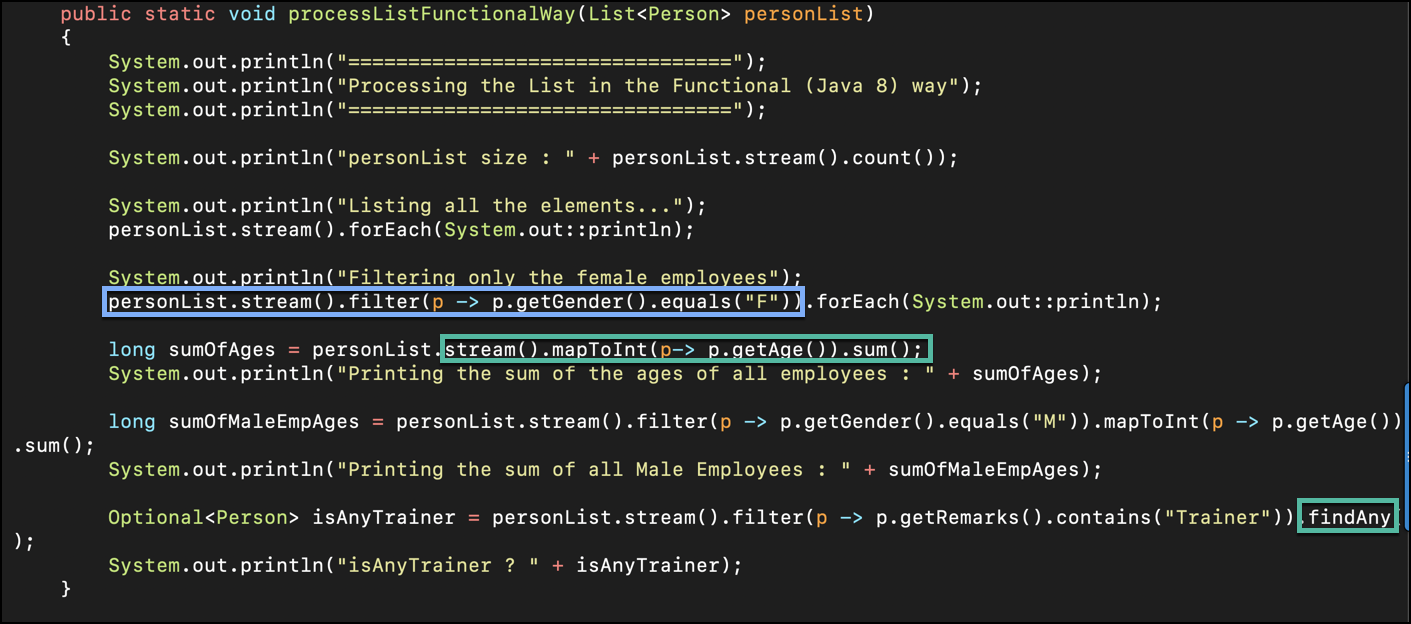 public static void processListFunctionalWay(List<Person> personList)
{
System.out.println("================================");
System.out.println("Processing the List in the Functional (Java 8) way");
System.out.println("================================");
System.out.println("personList size : " + personList.stream().count());
System.out.println("Listing all the elements...");
personList.stream().forEach(System.out::println);
System.out.println("Filtering only the female employees");
personList.stream().filter(p -> p.getGender().equals("F")).forEach(System.out::println);
long sumOfAges = personList.stream().mapToInt(p-> p.getAge()).sum();
System.out.println("Printing the sum of the ages of all employees : " + sumOfAges);
long sumOfMaleEmpAges = personList.stream().filter(p -> p.getGender().equals("M")).mapToInt(p -> p.getAge())
.sum();
System.out.println("Printing the sum of all Male Employees : " + sumOfMaleEmpAges);
Optional<Person> isAnyTrainer = personList.stream().filter(p -> p.getRemarks().contains("Trainer")).findAny
);
System.out.println("isAnyTrainer ? " + isAnyTrainer);
}